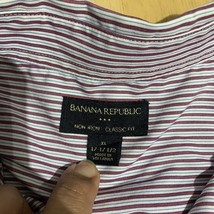 BANANA REPUBLIC
NON-IRON CLASSIC FIT
XL
17-17 1/2